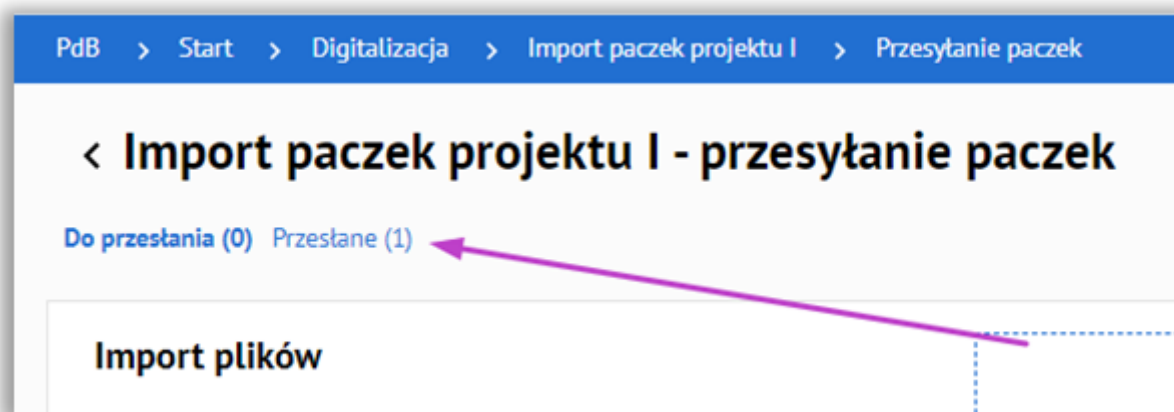 PdB > Start > Digitalizacja > Import paczek projektu I > Przesyłanie paczek
< Import paczek projektu I - przesyłanie paczek
Do przesłania (0) Przesłane (1)
Import plików